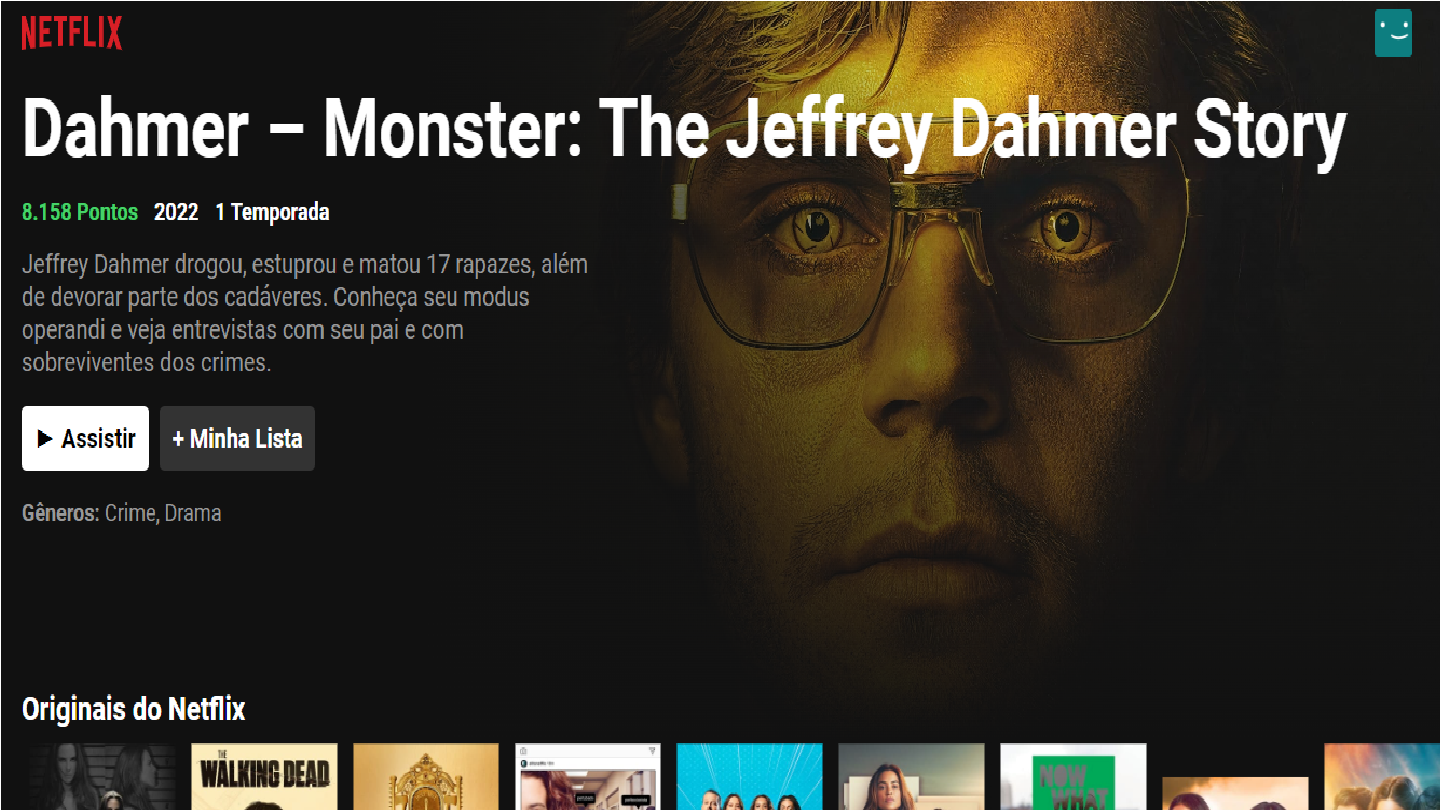 NETFLIX
Dahmer – Monster: The Jeffrey Dahmer Story
8.158 Pontos 2022 1 Temporada
Jeffrey Dahmer drogou, estuprou e matou 17 rapazes, além
de devorar parte dos cadáveres. Conheça seu modus
operandi e veja entrevistas com seu pai e com
sobreviventes dos crimes.
Assistir
+ Minha Lista
Gêneros: Crime, Drama
Originais do Netflix
THE
WALKING DEAD
NOW
WHAT